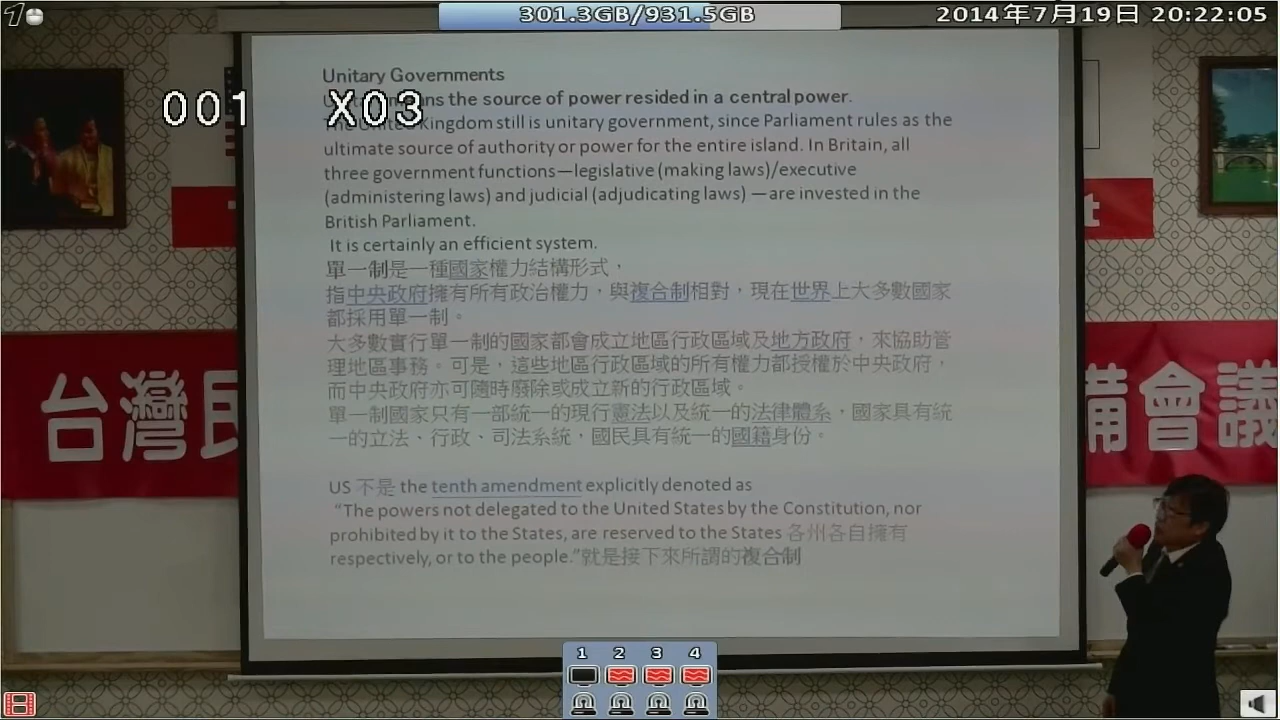 301.3GB/931.5GB
2014年7月19日 20:22:05
001 X03
Unitary Governments
the source of power resided in a central power.
The United Kingdom still is unitary government, since Parliament rules as the
ultimate source of authority or power for the entire island. In Britain, all
three government functions—legislative (making laws)/executive
(administering laws) and judicial (adjudicating laws) —are invested in the
British Parliament.
It is certainly an efficient system.
單一制是一種國家權力結構形式，
指中央政府擁有所有政治權力，與複合制相對，現在世界上大多數國家
都採用單一制。
大多數實行單一制的國家都會成立地區行政區域及地方政府，來協助管
理地區事務。可是，這些地區行政區域的所有權力都授權於中央政府，
而中央政府亦可隨時廢除或成立新的行政區域。
單一制國家只有一部統一的現行憲法以及統一的法律體系，國家具有統
一的立法、行政、司法系統，國民具有統一的國籍身份。
US 不是 the tenth amendment explicitly denoted as
“The powers not delegated to the United States by the Constitution, nor
prohibited by it to the States, are reserved to the States 各州各自擁有
respectively, or to the people.”就是接下來所謂的複合制
t
台灣民
備會議
1 2 3 4